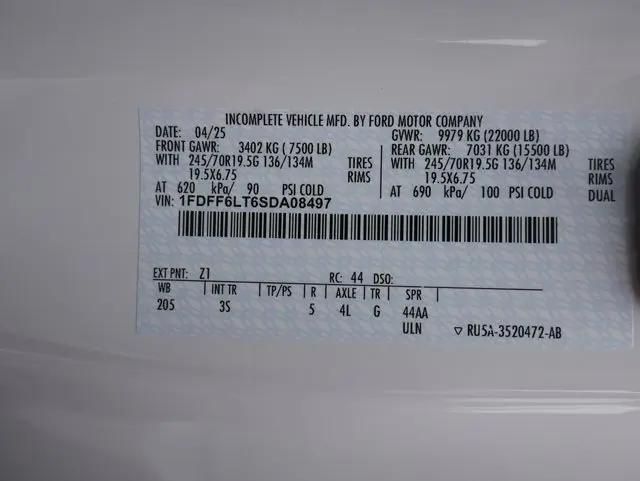 INCOMPLETE VEHICLE MFD. BY FORD MOTOR COMPANY
DATE: 04/25 GVWR: 9979 KG (22000 LB)
FRONT GAWR: 3402 KG ( 7500 LB) REAR GAWR: 7031 KG (15500 LB)
WITH 245/70R19.5G 136/134M TIRES WITH 245/70R19.5G 136/134M TIRES
19.5X6.75 RIMS 19.5X6.75 RIMS
AT 620 kPa/ 90 PSI COLD AT 690 kPa/ 100 PSI COLD DUAL
VIN: 1FDFF6LT6SDA08497
EXT PNT: Z1 RC: 44 DSO:
WB INT TR TP/PS R AXLE TR SPR
205 3S 5 4L G 44AA
ULN ▽ RU5A-3520472-AB